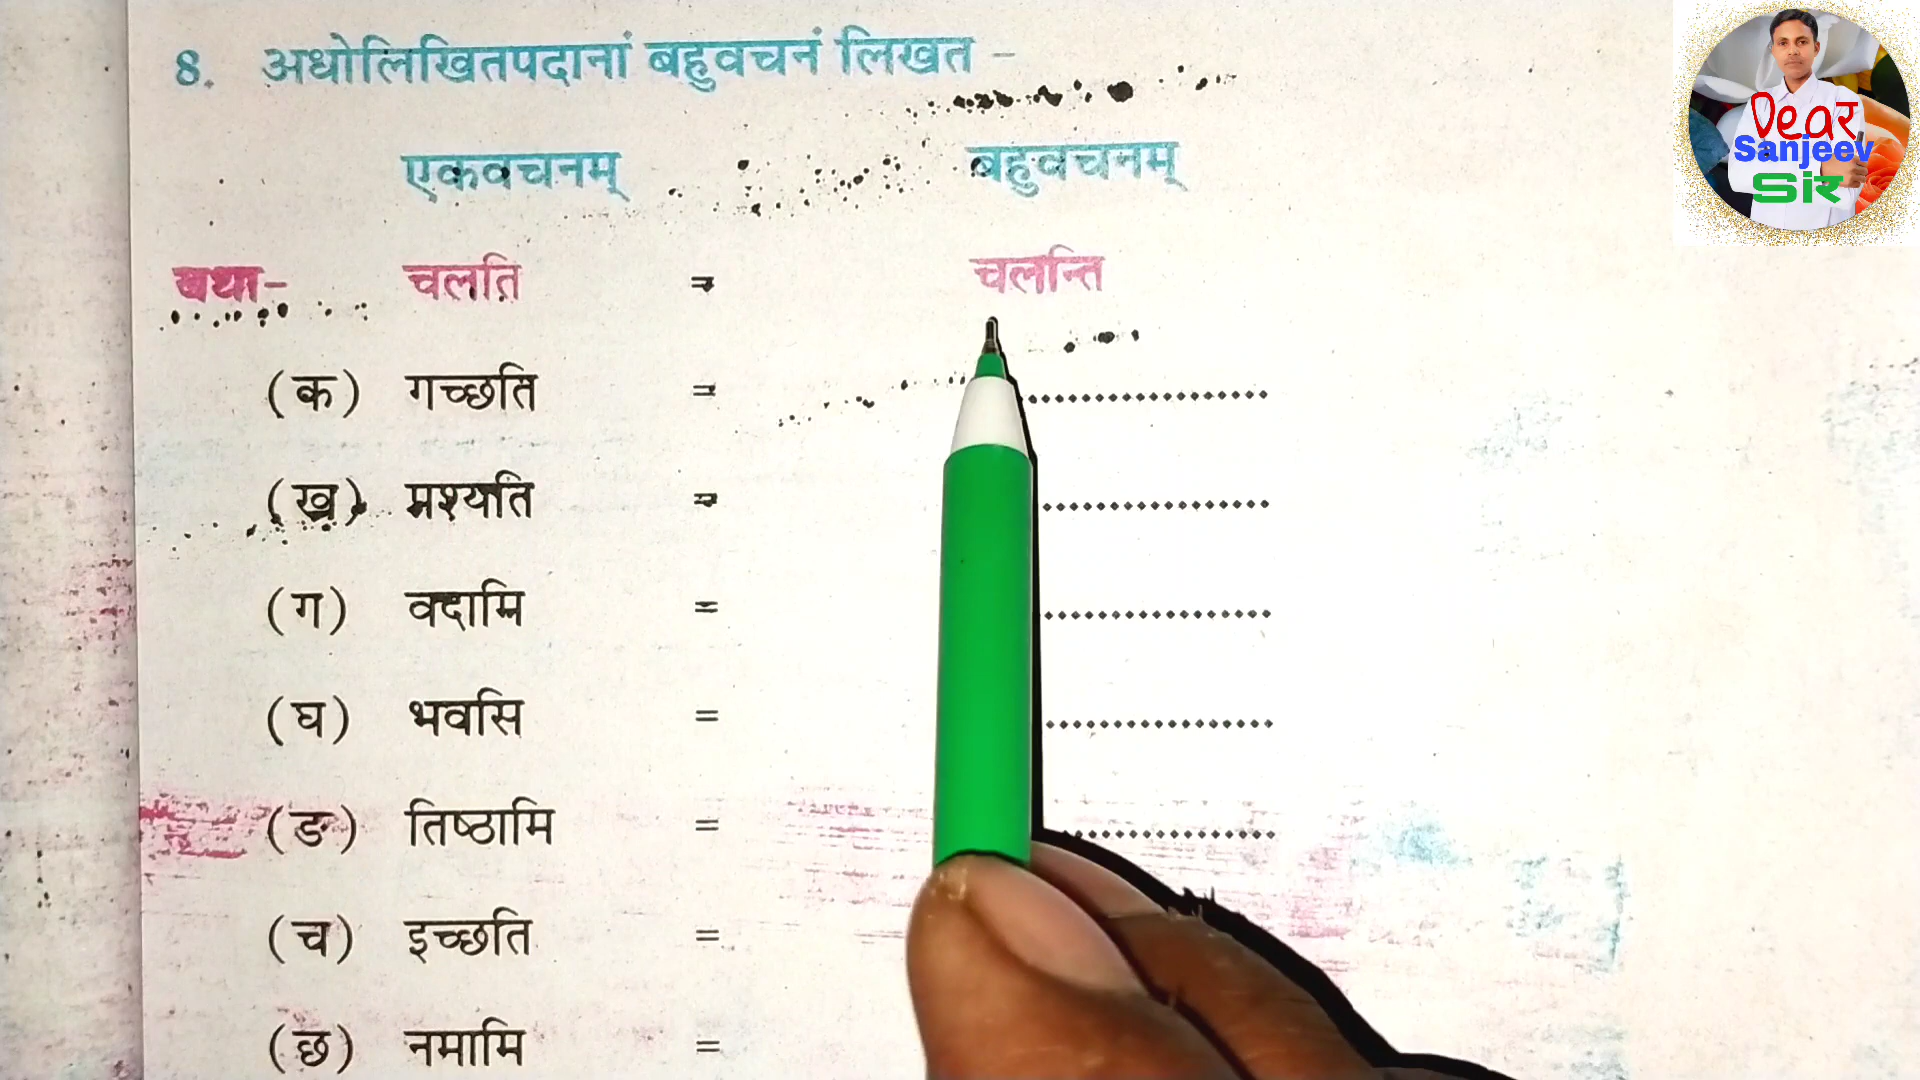 8. अधोलिखितपदानां बहुवचनं लिखत –
एकवचनम् बहुवचनम्
यथा- चलति = चलन्ति
(क) गच्छति = ................
(ख) पश्यति = ................
(ग) वदामि = ................
(घ) भवसि = ................
(ङ) तिष्ठामि = ................
(च) इच्छति =
(छ) नमामि =
Dear
Sanjeev
Sir